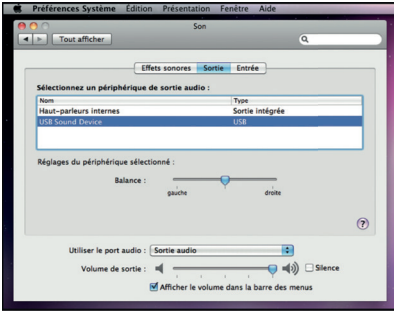 Préférences Système Édition Présentation Fenêtre Aide
Son
Tout afficher
Effets sonores Sortie Entrée
Sélectionnez un périphérique de sortie audio :
Nom Type
Haut-parleurs internes Sortie intégrée
USB Sound Device USB
Réglages du périphérique sélectionné :
Balance :
gauche droite
?
Utiliser le port audio : Sortie audio
Volume de sortie : Silence
Afficher le volume dans la barre des menus